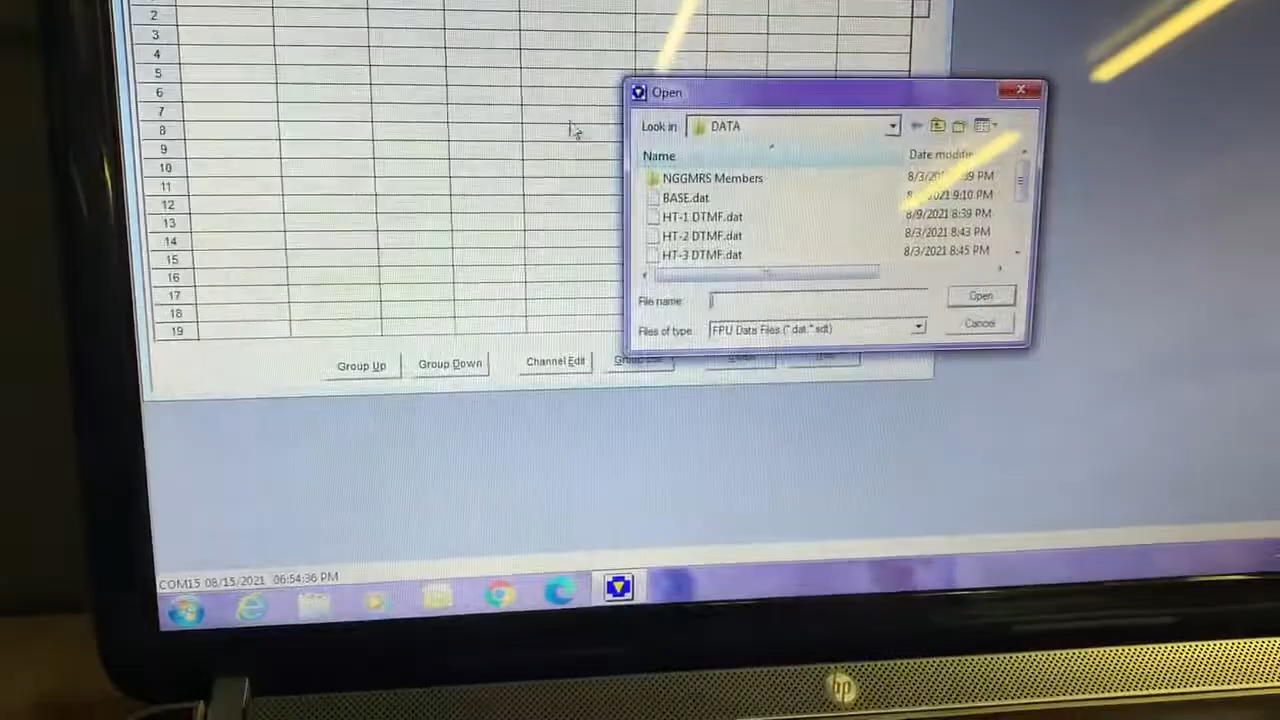 2
3
4
5
6
7
8
9
10
11
12
13
14
15
16
17
18
19
Open
Look in
DATA
Name
Date modifie
NGGMRS Members
8/3/20 39 PM
BASE.dat
2021 9:10 PM
HT-1 DTMF.dat
8/9/2021 8:39 PM
HT-2 DTMF.dat
8/3/2021 8:43 PM
HT-3 DTMF.dat
8/3/2021 8:45 PM
File name:
Open
Files of type:
FPU Data Files (*.dat;*.sdt)
Cancel
Group Up
Group Down
Channel Edit
COM15 08/15/2021 06:54:36 PM
hp